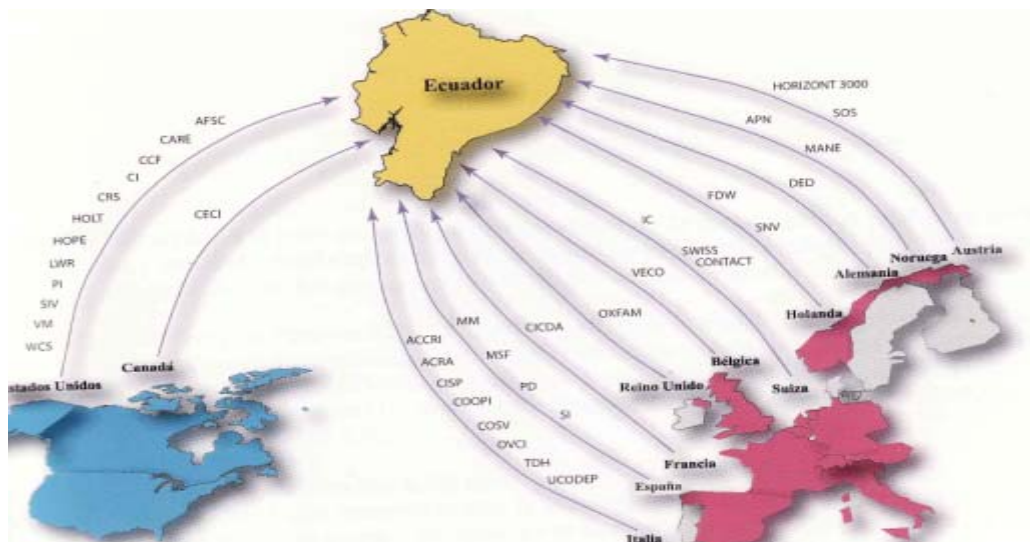 Ecuador
AFSC
CARE
CCF
CI
CRS
HOLT
HOPE
LWR
PI
SIV
VM
WCS
stados Unidos
CECI
Canadá
HORIZONT 3000
SOS
Austria
APN
MANE
Noruega
DED
Alemania
FDW
SNV
Holanda
IC
SWISS
CONTACT
Suiza
VECO
Bélgica
OXFAM
Reino Unido
CICDA
Francia
MM
MSF
PD
SI
España
ACCRI
ACRA
CISP
COOPI
COSV
OVCI
TDH
UCODEP
Italia